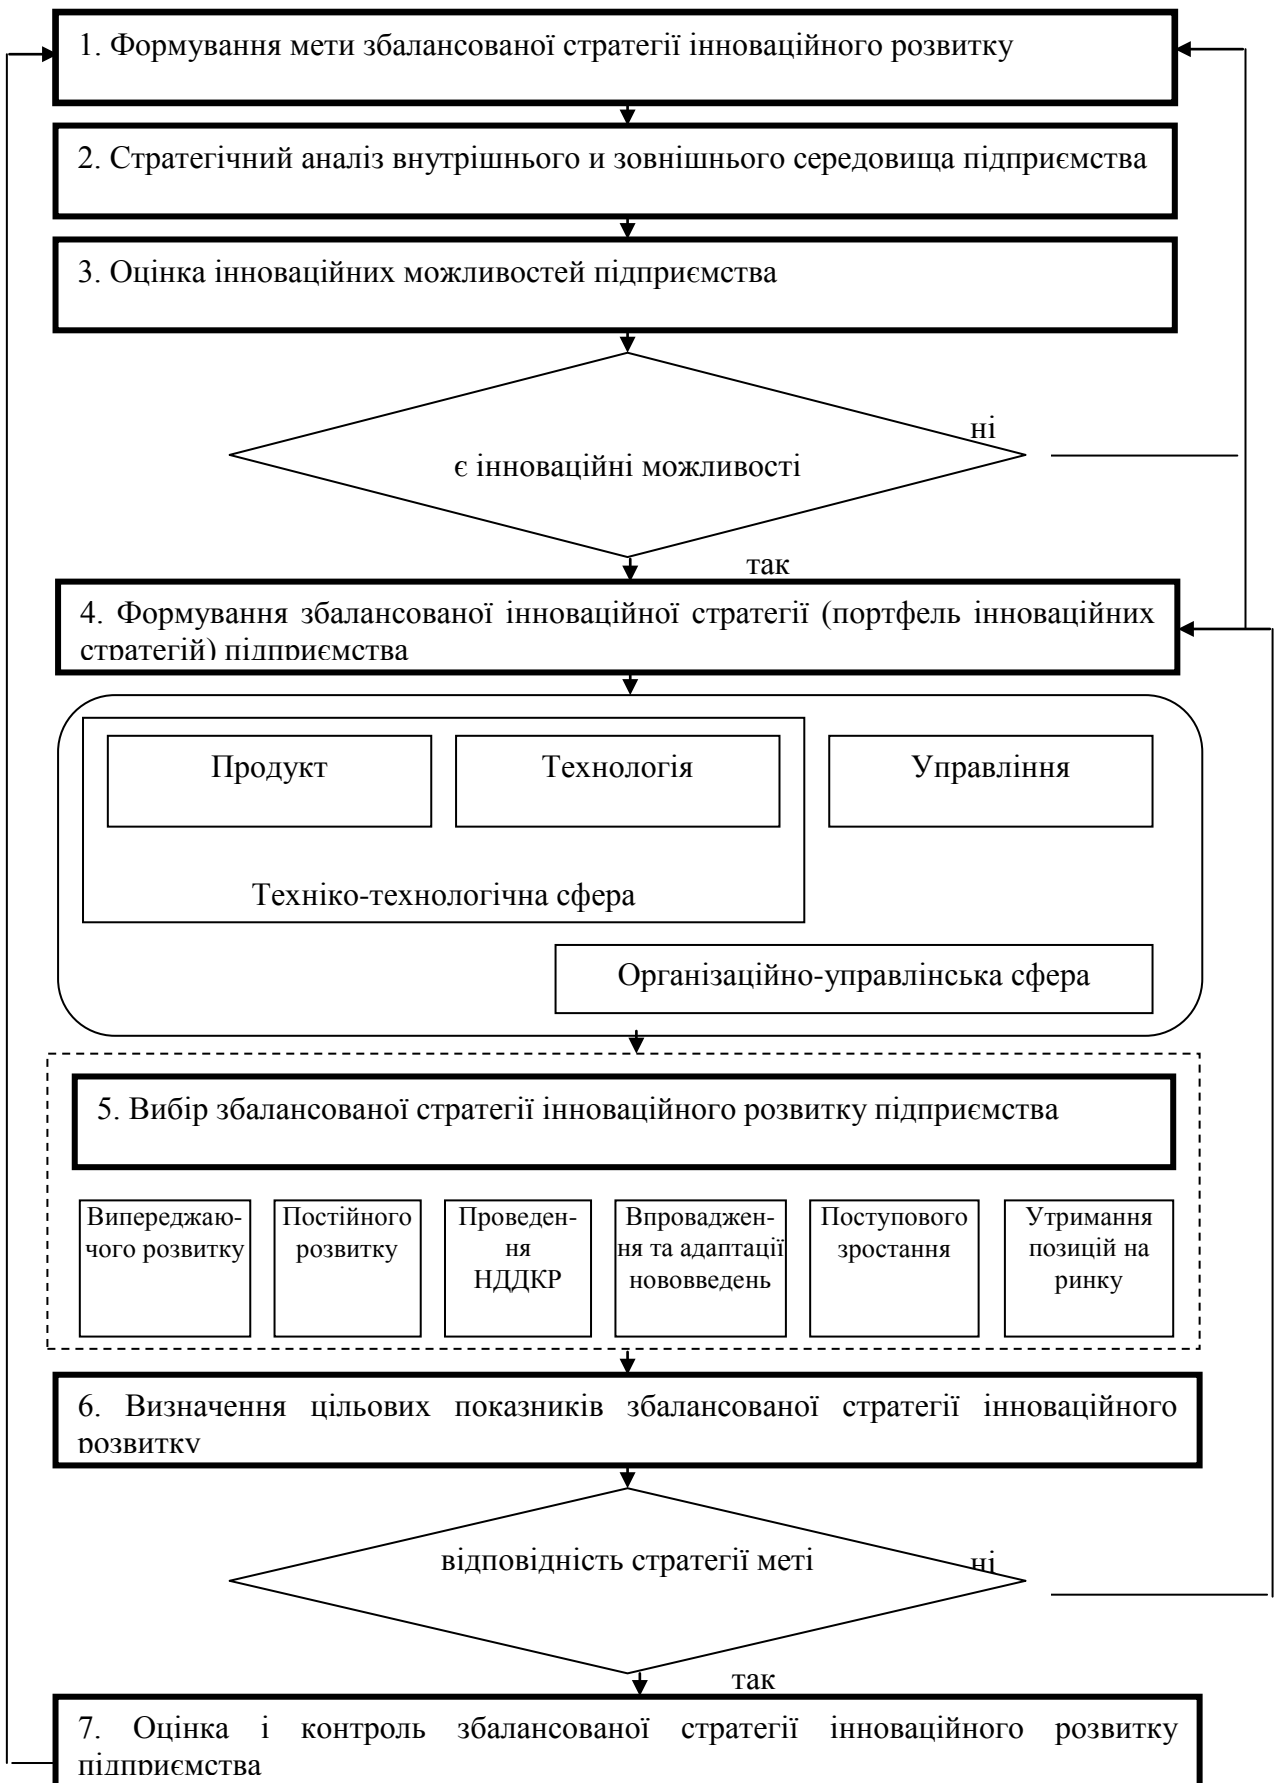 1. Формування мети збалансованої стратегії інноваційного розвитку
2. Стратегічний аналіз внутрішнього и зовнішнього середовища підприємства
3. Оцінка інноваційних можливостей підприємства
ні
є інноваційні можливості
так
4. Формування збалансованої інноваційної стратегії (портфель інноваційних
стратегій) підприємства
Продукт
Технологія
Управління
Техніко-технологічна сфера
Організаційно-управлінська сфера
5. Вибір збалансованої стратегії інноваційного розвитку підприємства
Випереджаю-
чого розвитку
Постійного
розвитку
Проведен-
ня
НДДКР
Впроваджен-
ня та адаптації
нововведень
Поступового
зростання
Утримання
позицій на
ринку
6. Визначення цільових показників збалансованої стратегії інноваційного
розвитку
відповідність стратегії меті
ні
так
7. Оцінка і контроль збалансованої стратегії інноваційного розвитку
підприємства